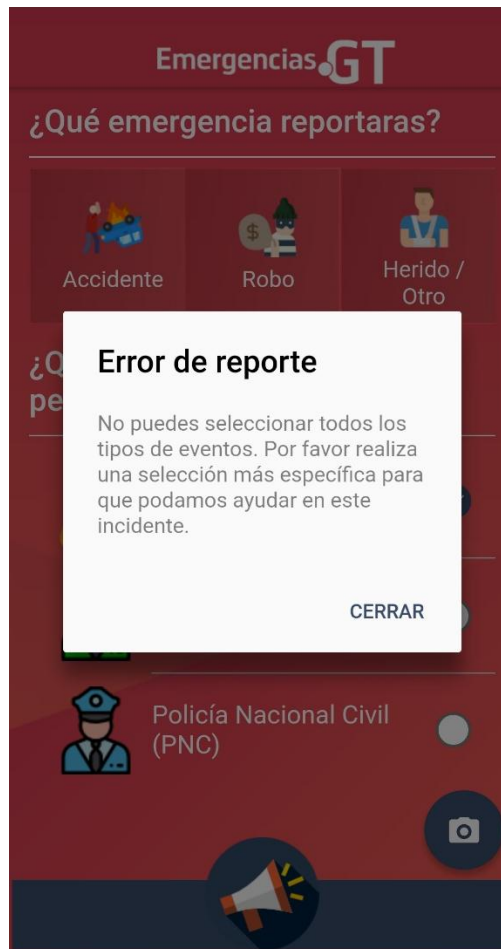 Emergencias.GT
¿Qué emergencia reportaras?
$
Accidente
Robo
Herido /
Otro
¿Q
pe
Error de reporte
No puedes seleccionar todos los
tipos de eventos. Por favor realiza
una selección más específica para
que podamos ayudar en este
incidente.
CERRAR
Policía Nacional Civil
(PNC)